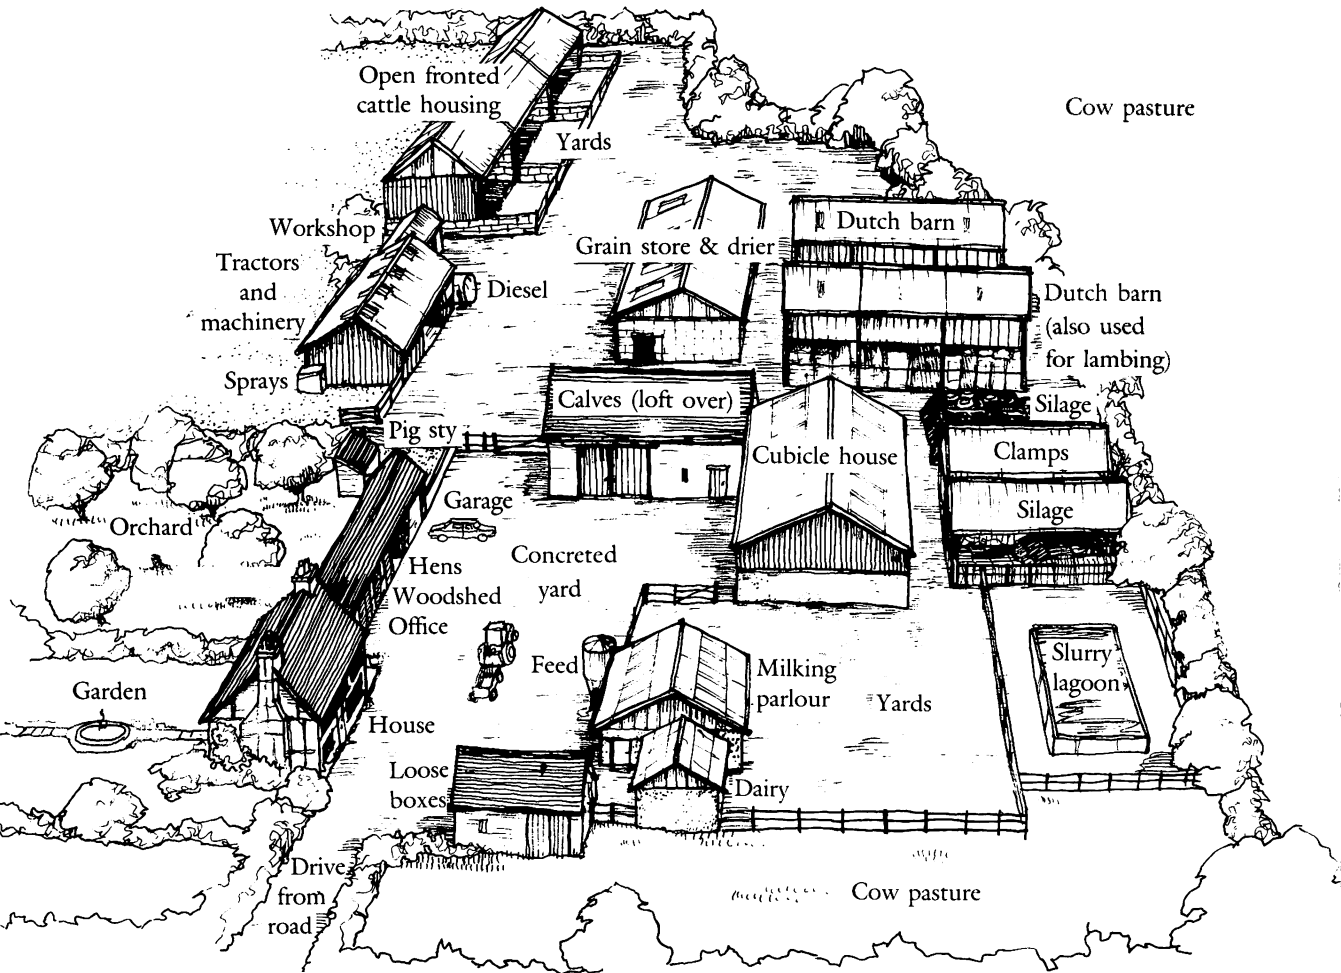 Open fronted
cattle housing
Cow pasture
Yards
Workshop
Dutch barn
Grain store & drier
Tractors
and
machinery
Diesel
Dutch barn
(also used
for lambing)
Sprays
Calves (loft over)
Silage
Pig sty
Clamps
Cubicle house
Garage
Silage
Orchard
Concreted
yard
Hens
Woodshed
Office
Feed
Milking
parlour
Slurry
lagoon
Garden
Yards
House
Loose
boxes
Dairy
Drive
from
road
Cow pasture